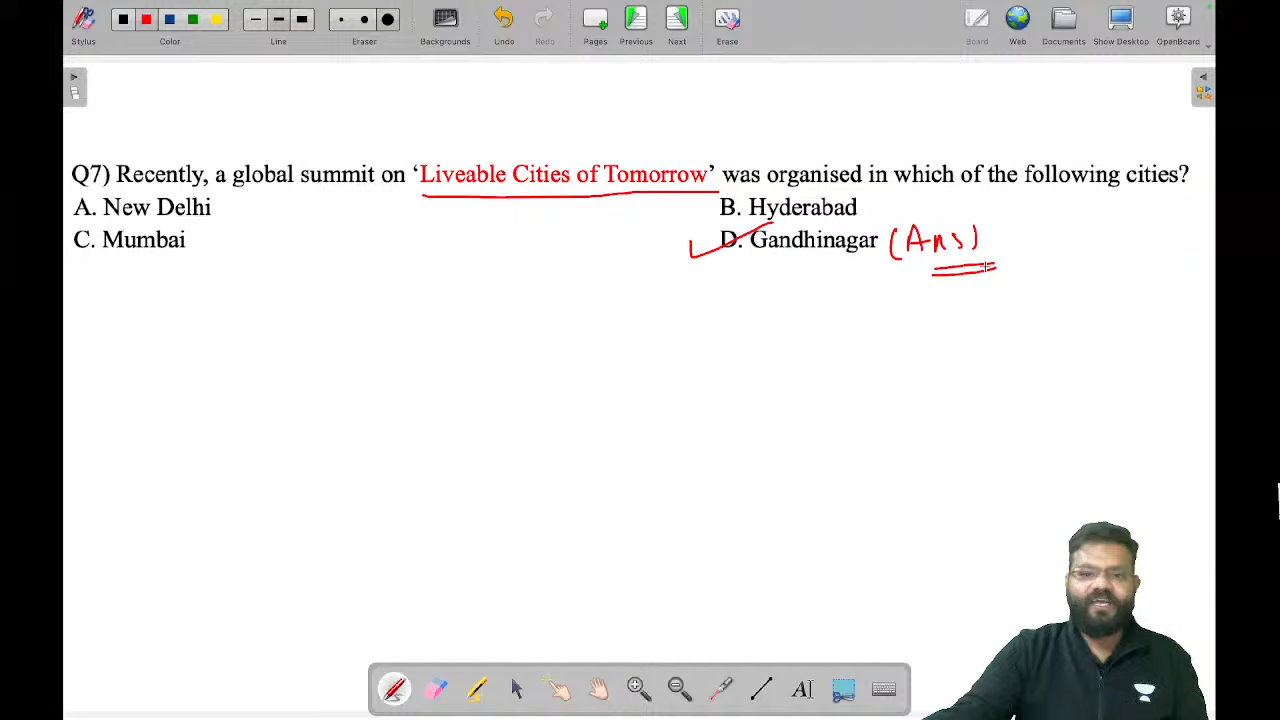 Stylus Color Line Eraser Backgrounds Undo Redo Pages Previous Next Erase Board Web Documents Show Desktop OpenBoard
Q7) Recently, a global summit on ‘Liveable Cities of Tomorrow’ was organised in which of the following cities?
A. New Delhi B. Hyderabad
C. Mumbai D. Gandhinagar (Ans)